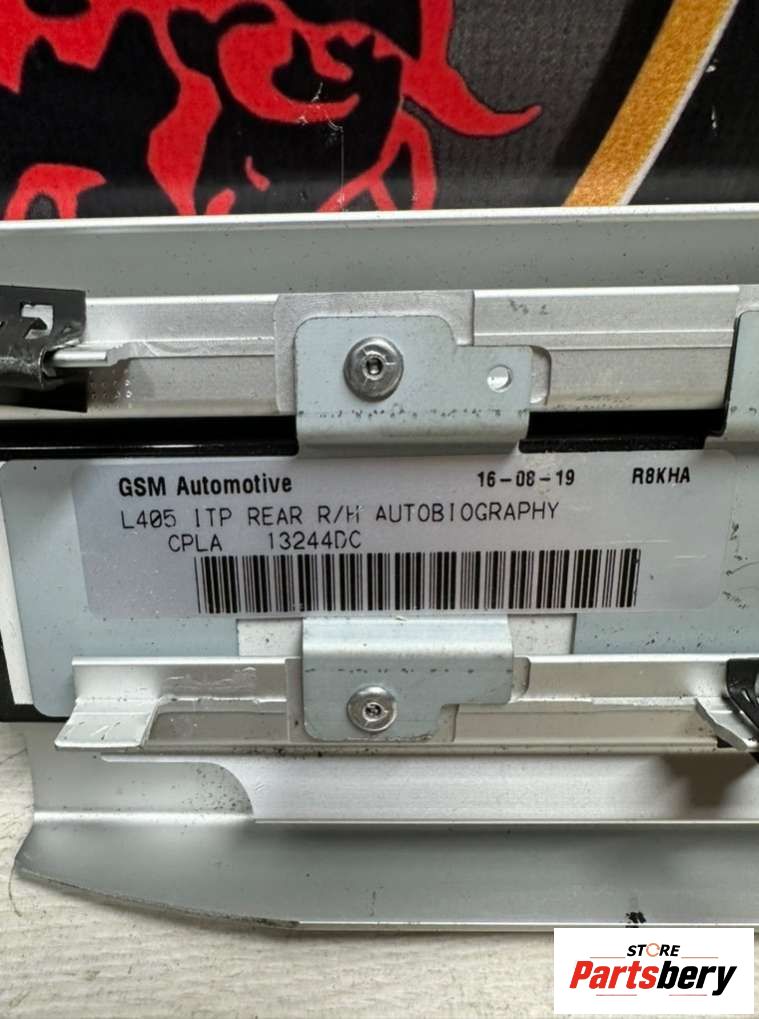 GSM Automotive 16-08-19 R8KHA
L405 ITP REAR R/H AUTOBIOGRAPHY
CPLA 13244DC
STORE
Partsbery